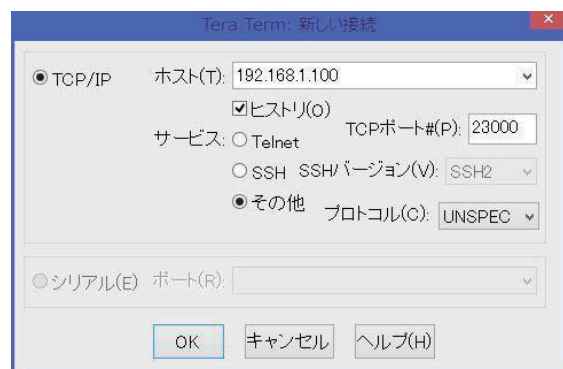 Tera Term: 新しい接続
TCP/IP ホスト(T): 192.168.1.100
ヒストリ(O)
サービス: Telnet TCPポート#(P): 23000
SSH SSHバージョン(V): SSH2
その他 プロトコル(C): UNSPEC
シリアル(E) ポート(R):
OK キャンセル ヘルプ(H)